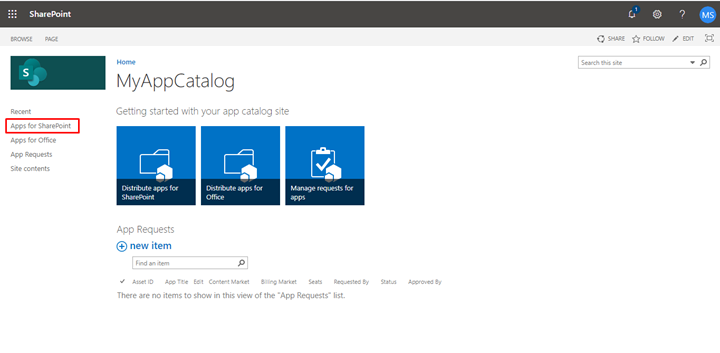 SharePoint
1
?
MS
BROWSE PAGE
SHARE FOLLOW EDIT
S
Home
MyAppCatalog
Search this site
Recent
Apps for SharePoint
Apps for Office
App Requests
Site contents
Getting started with your app catalog site
Distribute apps for
SharePoint
Distribute apps for
Office
Manage requests for
apps
App Requests
new item
Find an item
Asset ID App Title Edit Content Market Billing Market Seats Requested By Status Approved By
There are no items to show in this view of the "App Requests" list.